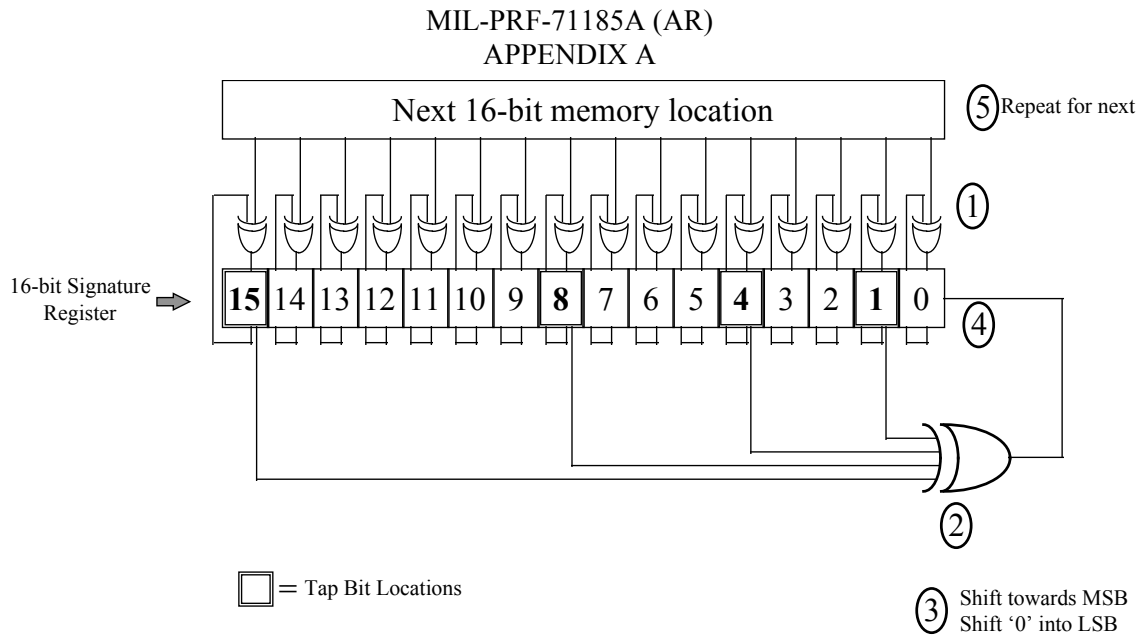 MIL-PRF-71185A (AR)
APPENDIX A
Next 16-bit memory location
5 Repeat for next
1
16-bit Signature
Register
15 14 13 12 11 10 9 8 7 6 5 4 3 2 1 0
4
2
= Tap Bit Locations
3 Shift towards MSB
Shift ‘0’ into LSB